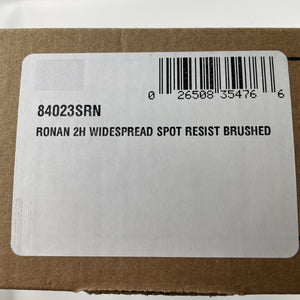 0 26508 35476 6
84023SRN
RONAN 2H WIDESPREAD SPOT RESIST BRUSHED